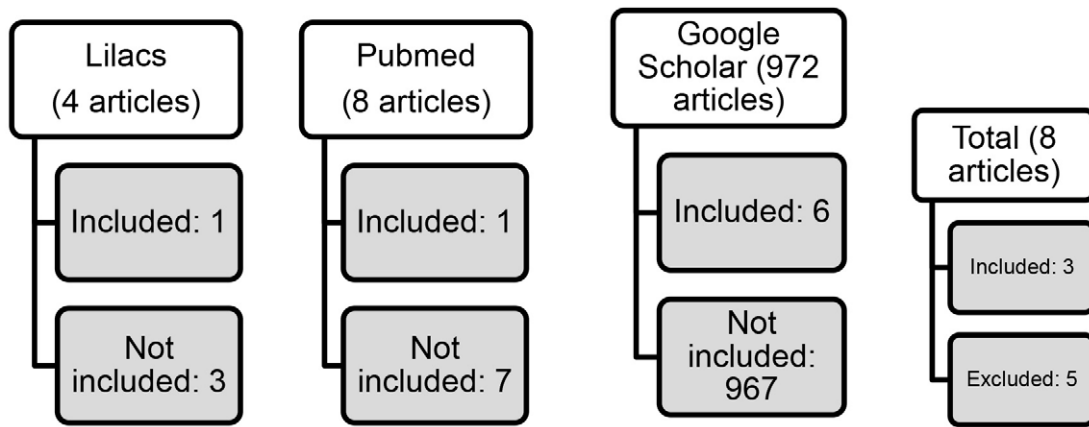 Lilacs
(4 articles)
Included: 1
Not
included: 3
Pubmed
(8 articles)
Included: 1
Not
included: 7
Google
Scholar (972
articles)
Included: 6
Not
included:
967
Total (8
articles)
Included: 3
Excluded: 5